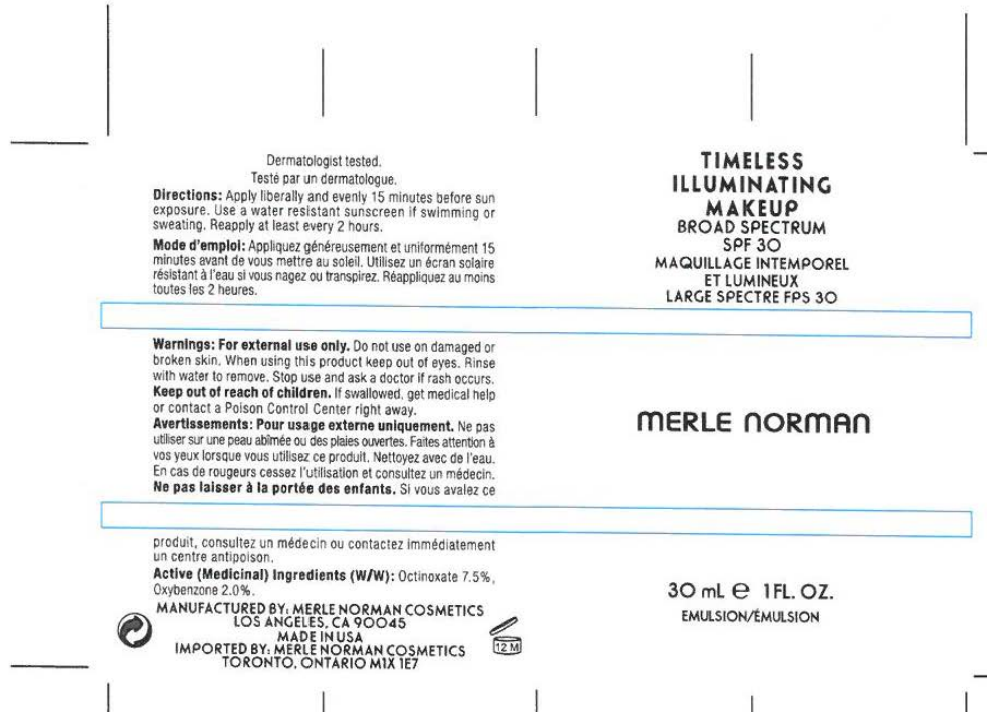 Dermatologist tested.
Testé par un dermatologue.
Directions: Apply liberally and evenly 15 minutes before sun
exposure. Use a water resistant sunscreen if swimming or
sweating. Reapply at least every 2 hours.
Mode d'emploi: Appliquez généreusement et uniformément 15
minutes avant de vous mettre au soleil. Utilisez un écran solaire
résistant à l'eau si vous nagez ou transpirez. Réappliquez au moins
toutes les 2 heures.
Warnings: For external use only. Do not use on damaged or
broken skin. When using this product keep out of eyes. Rinse
with water to remove. Stop use and ask a doctor if rash occurs.
Keep out of reach of children. If swallowed, get medical help
or contact a Poison Control Center right away.
Avertissements: Pour usage externe uniquement. Ne pas
utiliser sur une peau abîmée ou des plaies ouvertes. Faites attention à
vos yeux lorsque vous utilisez ce produit. Nettoyez avec de l'eau.
En cas de rougeurs cessez l'utilisation et consultez un médecin.
Ne pas laisser à la portée des enfants. Si vous avalez ce
produit, consultez un médecin ou contactez immédiatement
un centre antipoison.
Active (Medicinal) Ingredients (W/W): Octinoxate 7.5%,
Oxybenzone 2.0%.
MANUFACTURED BY: MERLE NORMAN COSMETICS
LOS ANGELES, CA 90045
MADE IN USA
IMPORTED BY: MERLE NORMAN COSMETICS
TORONTO, ONTARIO M1X 1E7
12 M
TIMELESS
ILLUMINATING
MAKEUP
BROAD SPECTRUM
SPF 30
MAQUILLAGE INTEMPOREL
ET LUMINEUX
LARGE SPECTRE FPS 30
MERLE NORMAN
30 mL e 1FL. OZ.
EMULSION/ÉMULSION